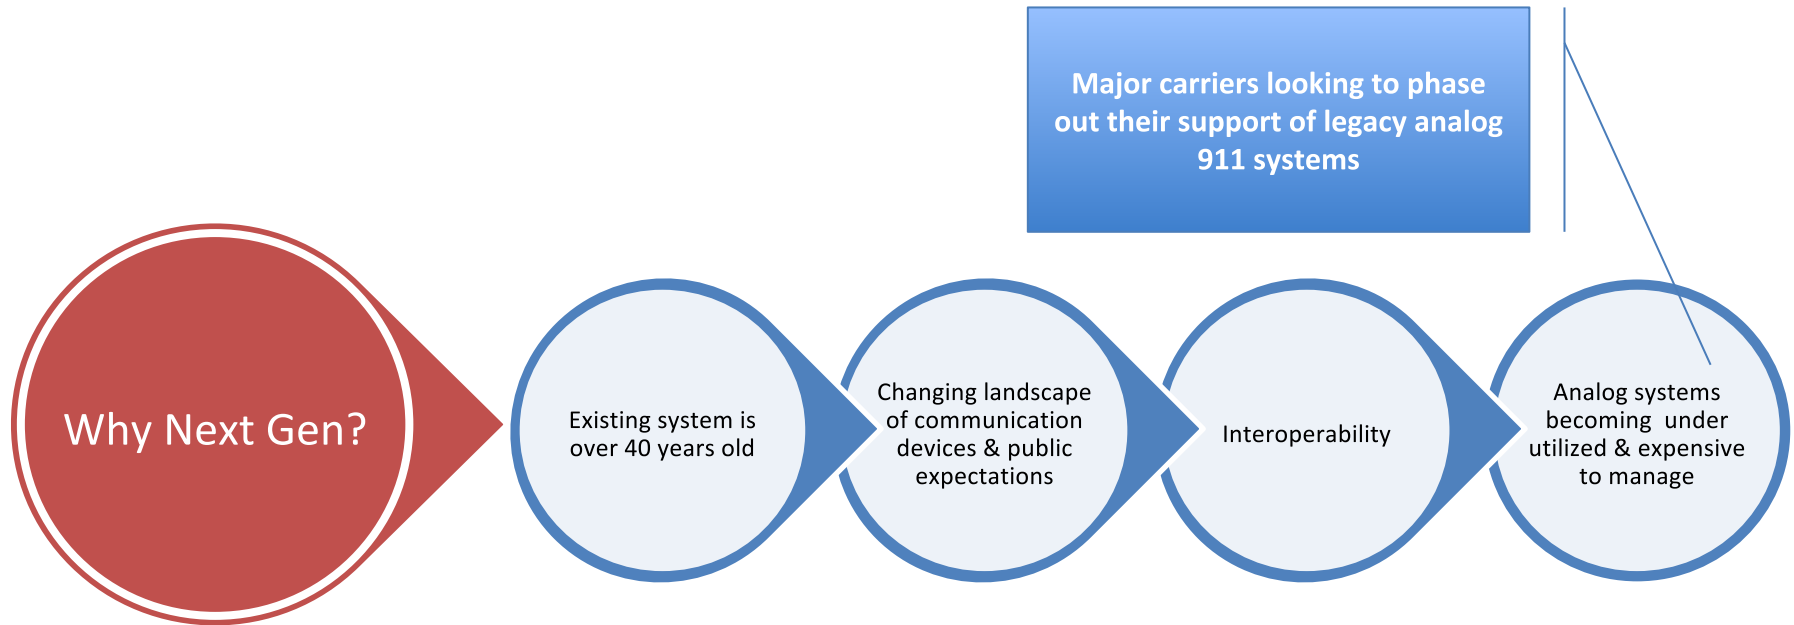 Major carriers looking to phase
out their support of legacy analog
911 systems
Why Next Gen?
Existing system is
over 40 years old
Changing landscape
of communication
devices & public
expectations
Interoperability
Analog systems
becoming  under
utilized & expensive
to manage